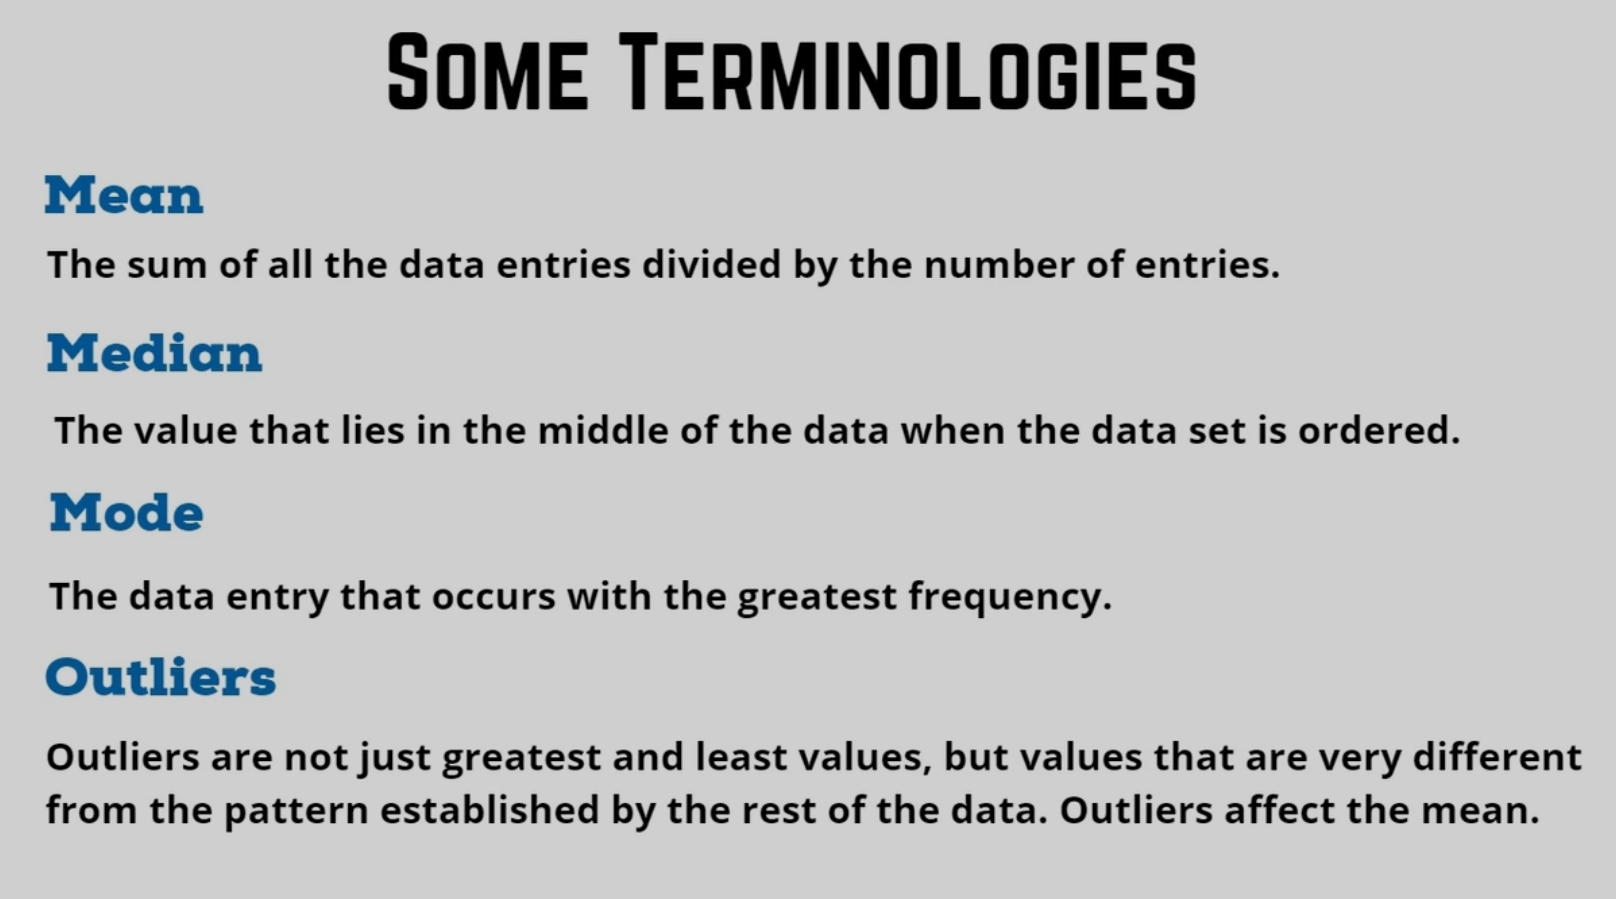 Some Terminologies
Mean
The sum of all the data entries divided by the number of entries.
Median
The value that lies in the middle of the data when the data set is ordered.
Mode
The data entry that occurs with the greatest frequency.
Outliers
Outliers are not just greatest and least values, but values that are very different
from the pattern established by the rest of the data. Outliers affect the mean.